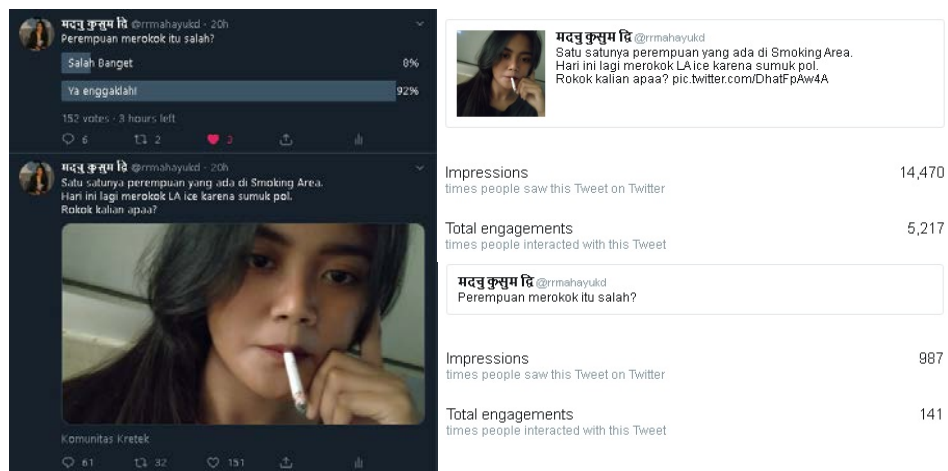 मदनु कुसुम द्वि @rrmahayukd · 20h
Perempuan merokok itu salah?
Salah Banget 8%
Ya enggaklah! 92%
152 votes · 3 hours left
6 2 3
मदनु कुसुम द्वि @rrmahayukd · 20h
Satu satunya perempuan yang ada di Smoking Area.
Hari ini lagi merokok LA ice karena sumuk pol.
Rokok kalian apaa?
Komunitas Kretek
61 32 151
मदनु कुसुम द्वि @rrmahayukd
Satu satunya perempuan yang ada di Smoking Area.
Hari ini lagi merokok LA ice karena sumuk pol.
Rokok kalian apaa? pic.twitter.com/DhatFpAw4A
Impressions 14,470
times people saw this Tweet on Twitter
Total engagements 5,217
times people interacted with this Tweet
मदनु कुसुम द्वि @rrmahayukd
Perempuan merokok itu salah?
Impressions 987
times people saw this Tweet on Twitter
Total engagements 141
times people interacted with this Tweet